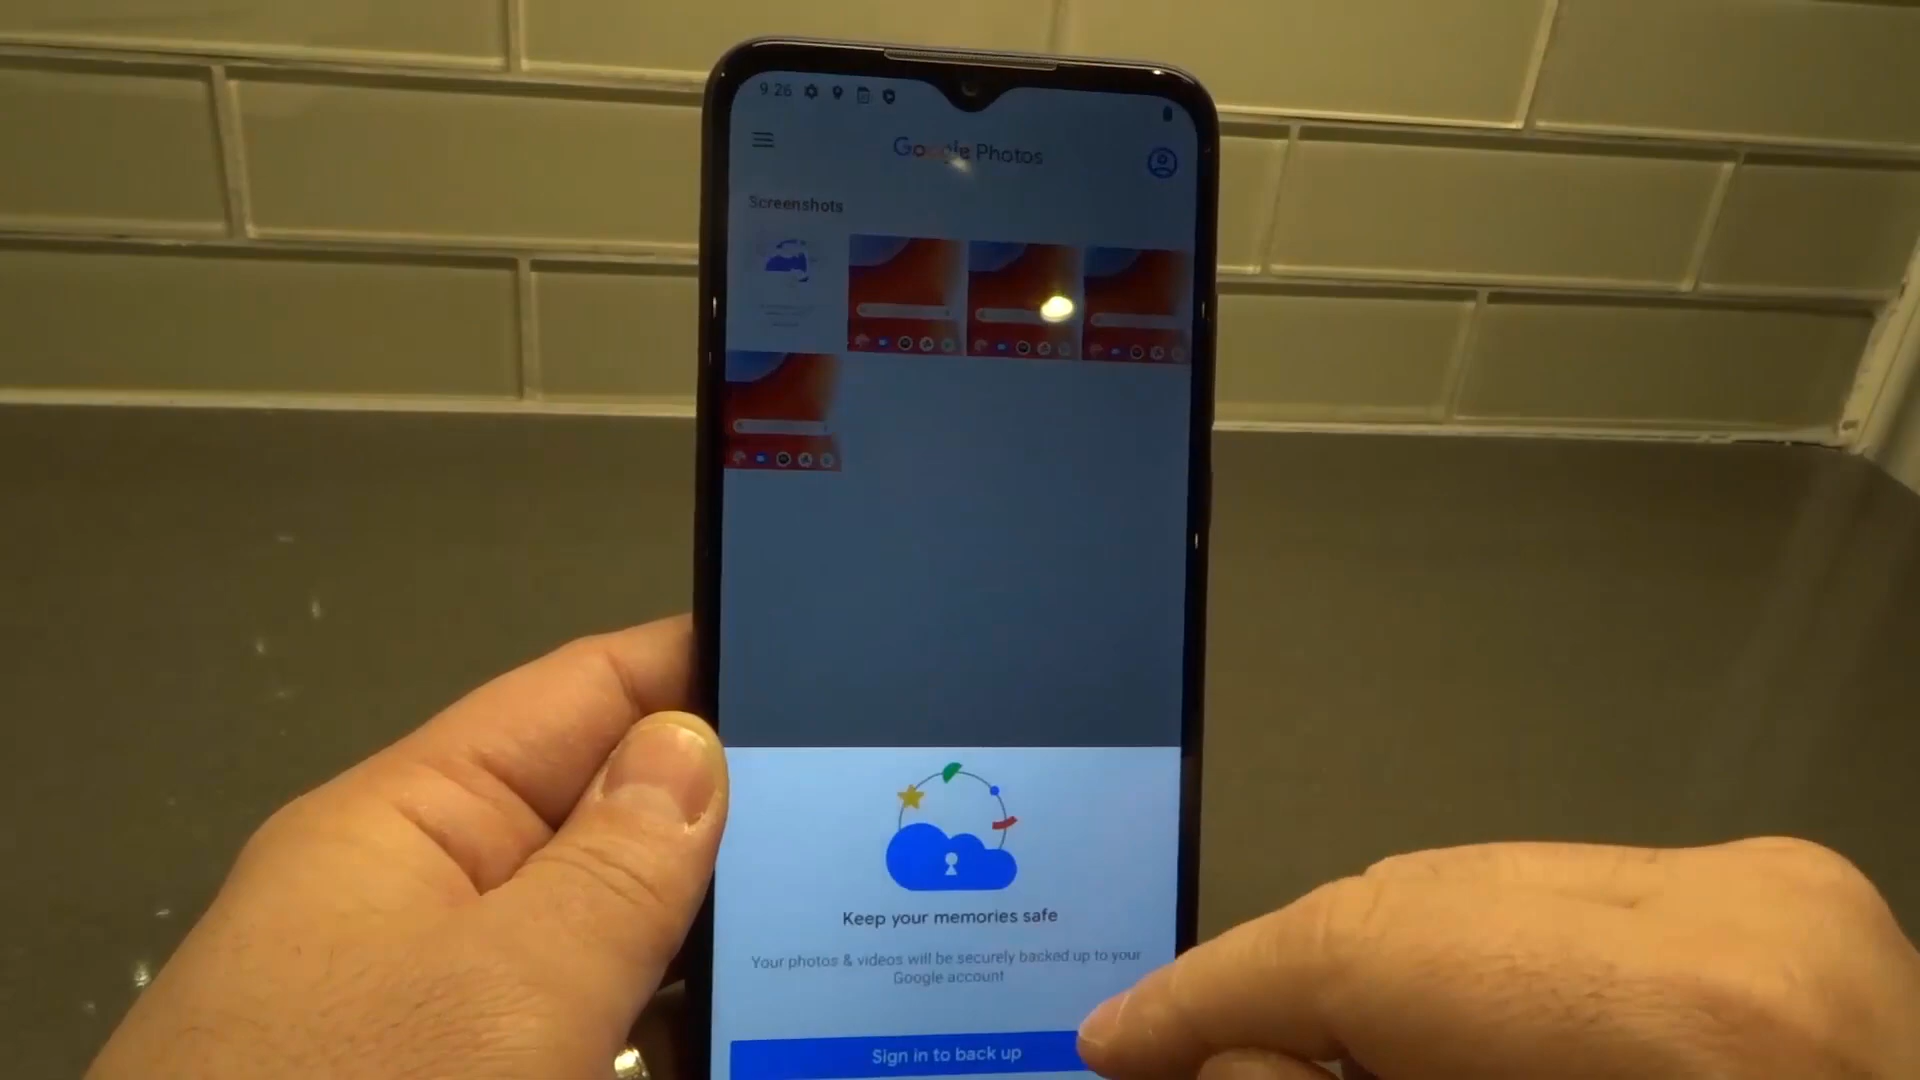 9:26
Google Photos
Screenshots
Keep your memories safe
Your photos & videos will be securely backed up to your
Google account
Sign in to back up